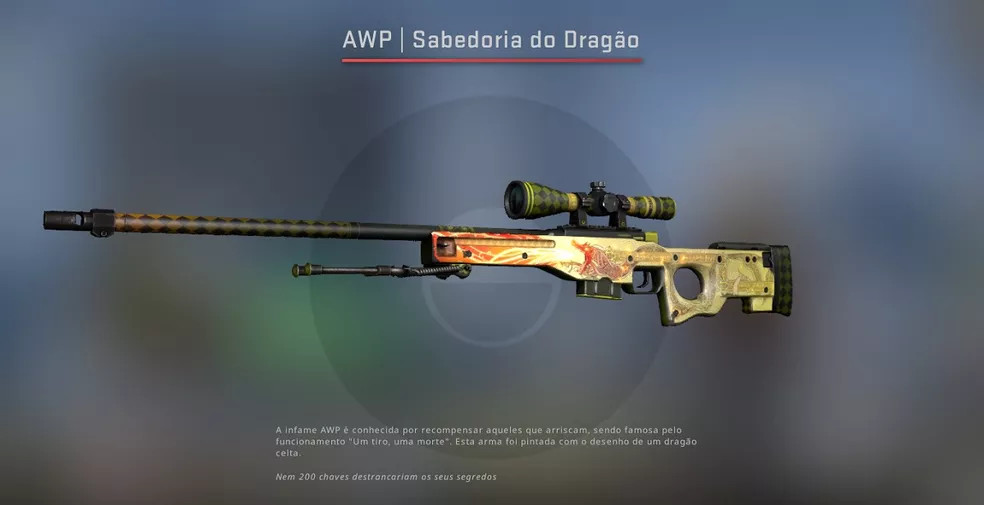 AWP | Sabedoria do Dragão
A infame AWP é conhecida por recompensar aqueles que arriscam, sendo famosa pelo
funcionamento "Um tiro, uma morte". Esta arma foi pintada com o desenho de um dragão
celta.
Nem 200 chaves destrancariam os seus segredos